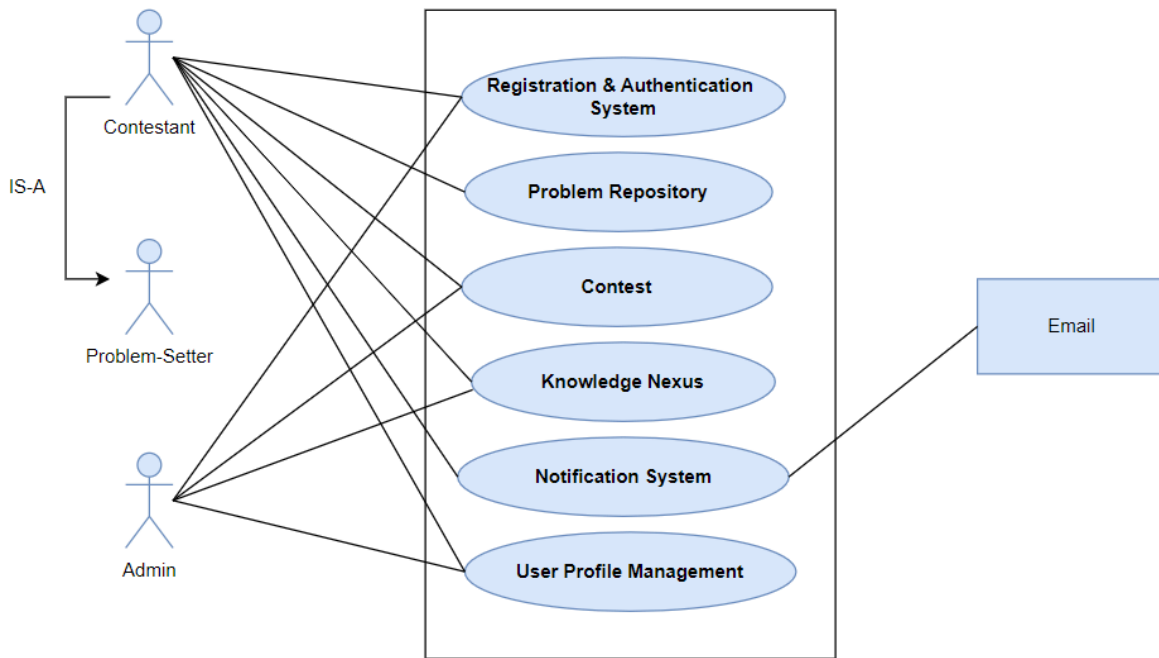 Contestant
IS-A
Problem-Setter
Admin
Registration & Authentication
System
Problem Repository
Contest
Knowledge Nexus
Notification System
User Profile Management
Email